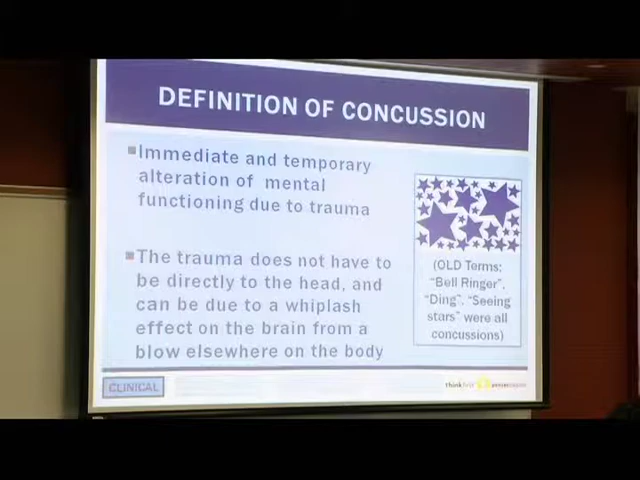 DEFINITION OF CONCUSSION
Immediate and temporary
alteration of mental
functioning due to trauma
The trauma does not have to
be directly to the head, and
can be due to a whiplash
effect on the brain from a
blow elsewhere on the body
(OLD Terms:
"Bell Ringer",
"Ding", "Seeing
stars" were all
concussions)
CLINICAL
thinkfirst